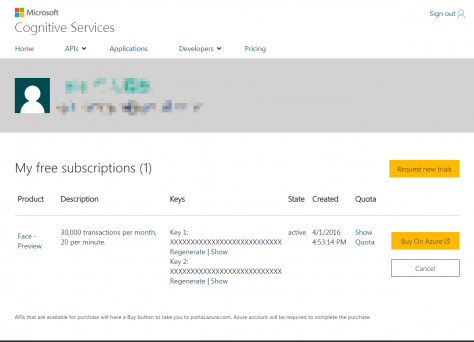 Microsoft
Cognitive Services
Sign out
Home APIs Applications Developers Pricing
My free subscriptions (1)
Request new trials
Product Description Keys State Created Quota
Face - Preview
30,000 transactions per month, 20 per minute.
Key 1:
XXXXXXXXXXXXXXXXXXXXXXXXXXX
Regenerate | Show
Key 2:
XXXXXXXXXXXXXXXXXXXXXXXXXXX
Regenerate | Show
active
4/1/2016
4:53:14 PM
Show
Quota
Buy On Azure
Cancel
APIs that are available for purchase will have a Buy button to take you to portal.azure.com. Azure account will be required to complete the purchase.